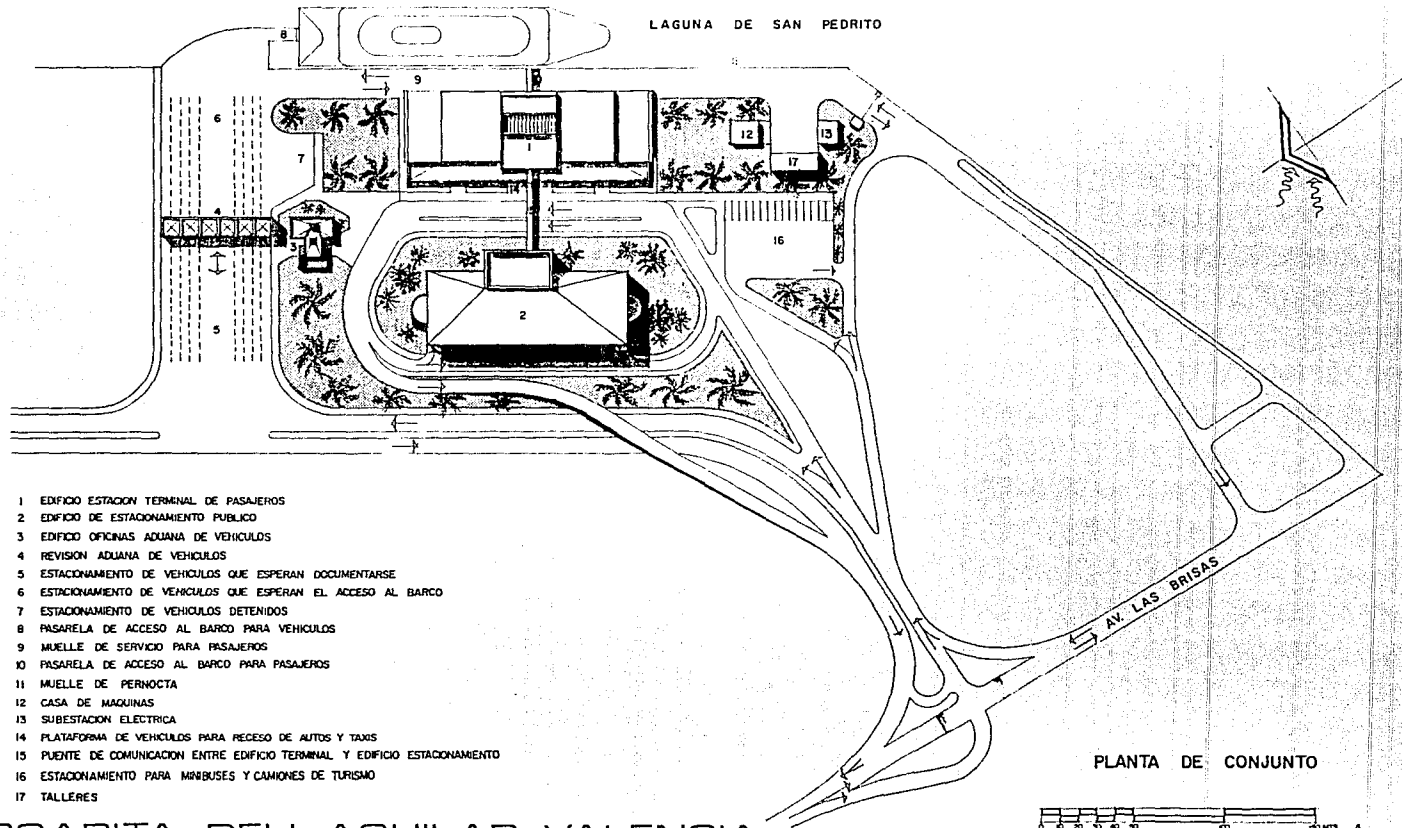 LAGUNA DE SAN PEDRITO
8
9
10
11
6
1
12
13
7
17
4
3
16
5
2
AV. LAS BRISAS
1 EDIFICIO ESTACION TERMINAL DE PASAJEROS
2 EDIFICIO DE ESTACIONAMIENTO PUBLICO
3 EDIFICIO OFICINAS ADUANA DE VEHICULOS
4 REVISION ADUANA DE VEHICULOS
5 ESTACIONAMIENTO DE VEHICULOS QUE ESPERAN DOCUMENTARSE
6 ESTACIONAMIENTO DE VEHICULOS QUE ESPERAN EL ACCESO AL BARCO
7 ESTACIONAMIENTO DE VEHICULOS DETENIDOS
8 PASARELA DE ACCESO AL BARCO PARA VEHICULOS
9 MUELLE DE SERVICIO PARA PASAJEROS
10 PASARELA DE ACCESO AL BARCO PARA PASAJEROS
11 MUELLE DE PERNOCTA
12 CASA DE MAQUINAS
13 SUBESTACION ELECTRICA
14 PLATAFORMA DE VEHICULOS PARA RECESO DE AUTOS Y TAXIS
15 PUENTE DE COMUNICACION ENTRE EDIFICIO TERMINAL Y EDIFICIO ESTACIONAMIENTO
16 ESTACIONAMIENTO PARA MINIBUSES Y CAMIONES DE TURISMO
17 TALLERES
PLANTA DE CONJUNTO